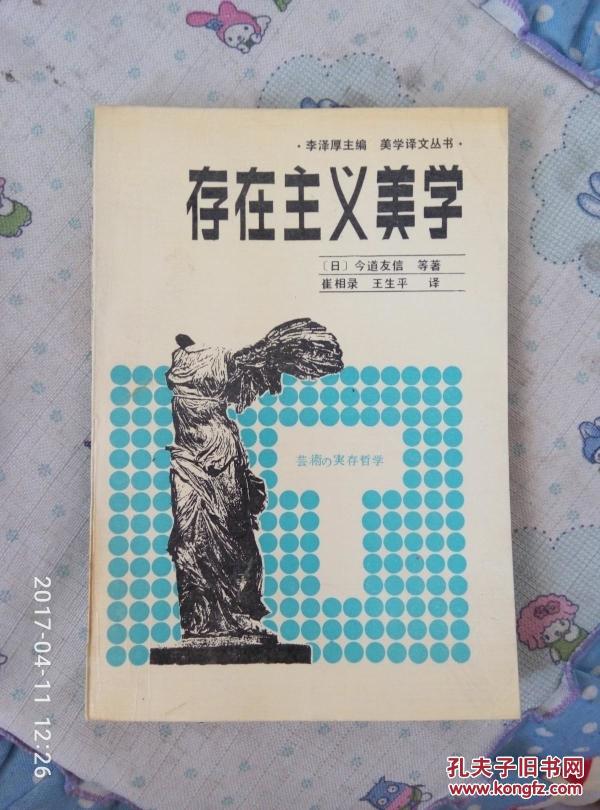 ·李泽厚主编 美学译文丛书·
存在主义美学
〔日〕今道友信 等著
崔相录 王生平 译
芸術の実存哲学
2017-04-11 12:26
孔夫子旧书网
www.kongfz.com